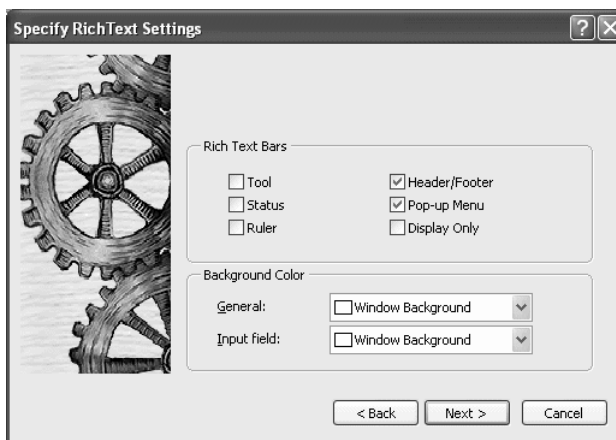 Specify RichText Settings
Rich Text Bars
Tool
Header/Footer
Status
Pop-up Menu
Ruler
Display Only
Background Color
General:
Window Background
Input field:
Window Background
< Back
Next >
Cancel